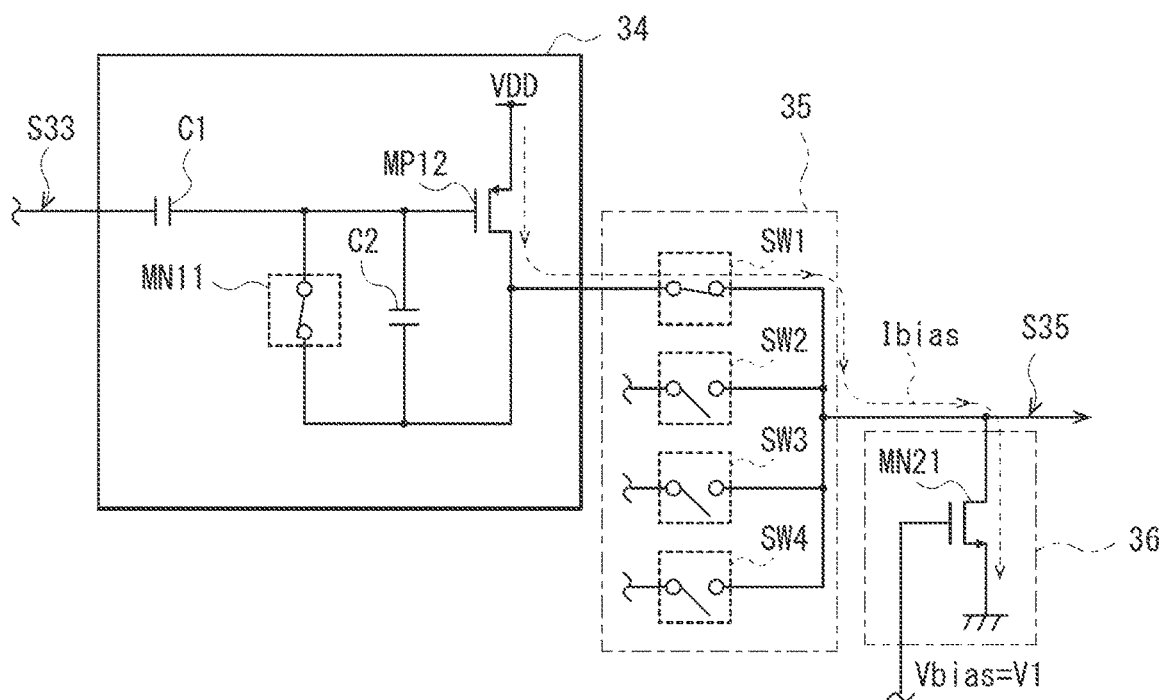 34
VDD
35
S33
C1
MP12
SW1
C2
MN11
Ibias
S35
SW2
MN21
SW3
SW4
36
Vbias=V1